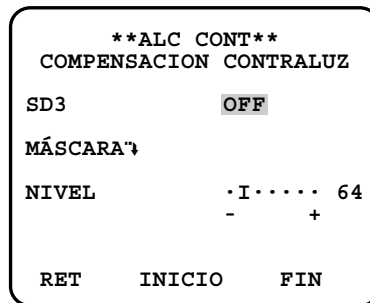 **ALC CONT**
COMPENSACION CONTRALUZ
SD3 OFF
MÁSCARA
NIVEL ·I····· 64
- +
RET INICIO FIN